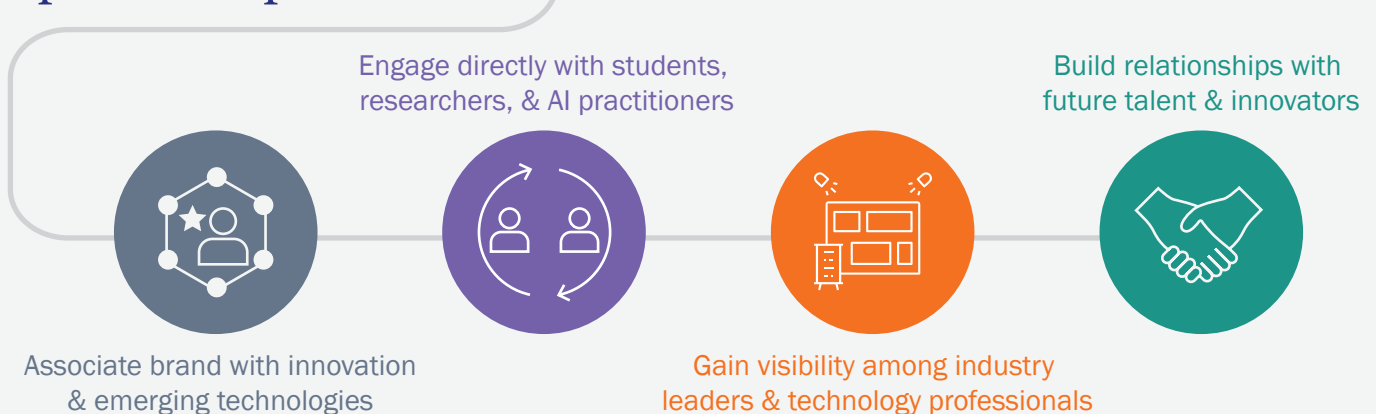 Engage directly with students,
researchers, & AI practitioners
Build relationships with
future talent & innovators
Associate brand with innovation
& emerging technologies
Gain visibility among industry
leaders & technology professionals